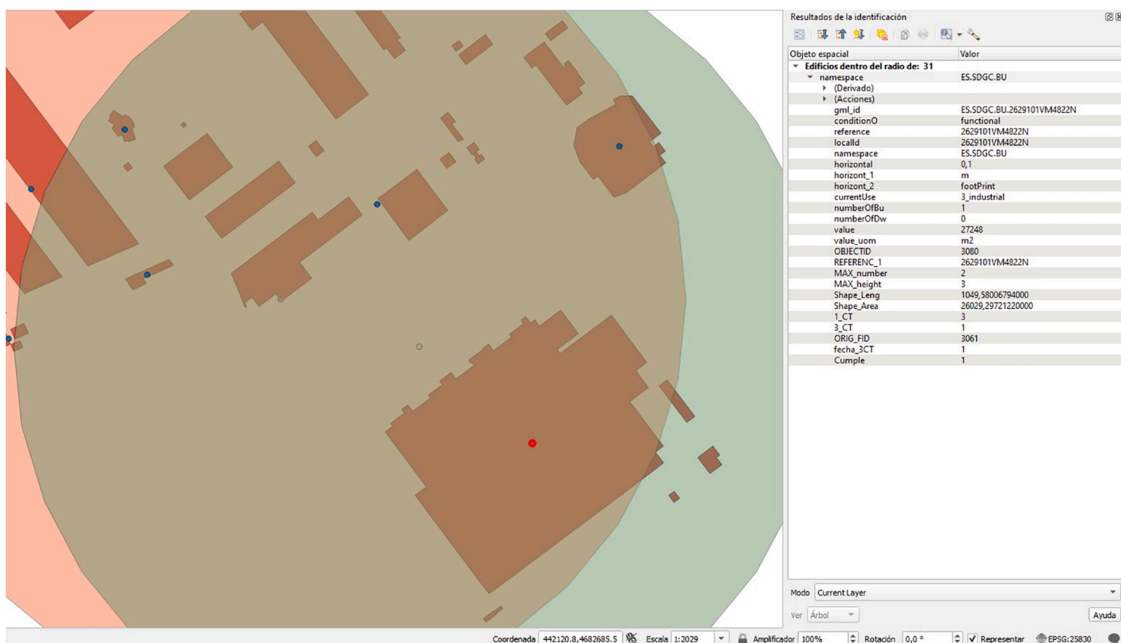 Resultados de la identificación
Objeto espacial Valor
Edificios dentro del radio de: 31
namespace ES.SDGC.BU
(Derivado)
(Acciones)
gml_id ES.SDGC.BU.2629101VM4822N
conditionO functional
reference 2629101VM4822N
localId 2629101VM4822N
namespace ES.SDGC.BU
horizontal 0,1
horizont_1 m
horizont_2 footPrint
currentUse 3_industrial
numberOfBu 1
numberOfDw 0
value 27248
value_uom m2
OBJECTID 3080
REFERENC_1 2629101VM4822N
MAX_number 2
MAX_height 3
Shape_Leng 1049,58006794000
Shape_Area 26029,29721220000
1_CT 3
3_CT 1
ORIG_FID 3061
fecha_3CT 1
Cumple 1
Modo Current Layer
Ver Árbol Ayuda
Coordenada 442120.8,4682685.5 Escala 1:2029 Amplificador 100% Rotación 0,0 ° Representar EPSG:25830